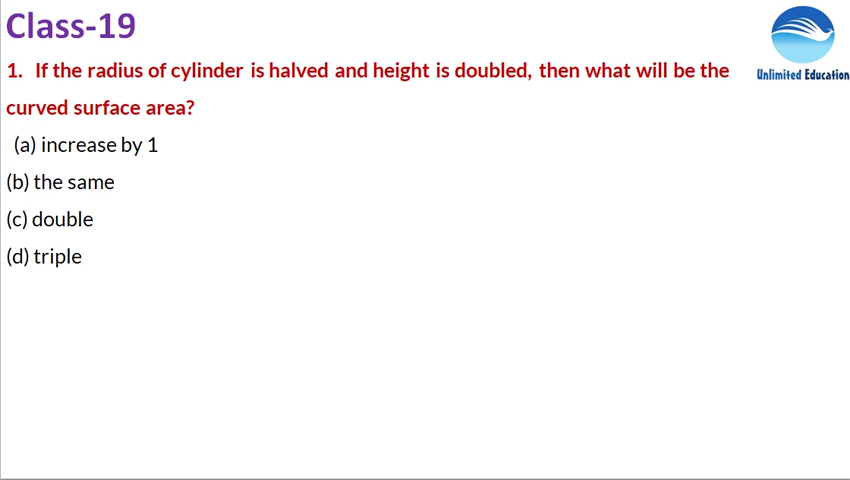 Class-19
Unlimited Education
1. If the radius of cylinder is halved and height is doubled, then what will be the
curved surface area?
(a) increase by 1
(b) the same
(c) double
(d) triple